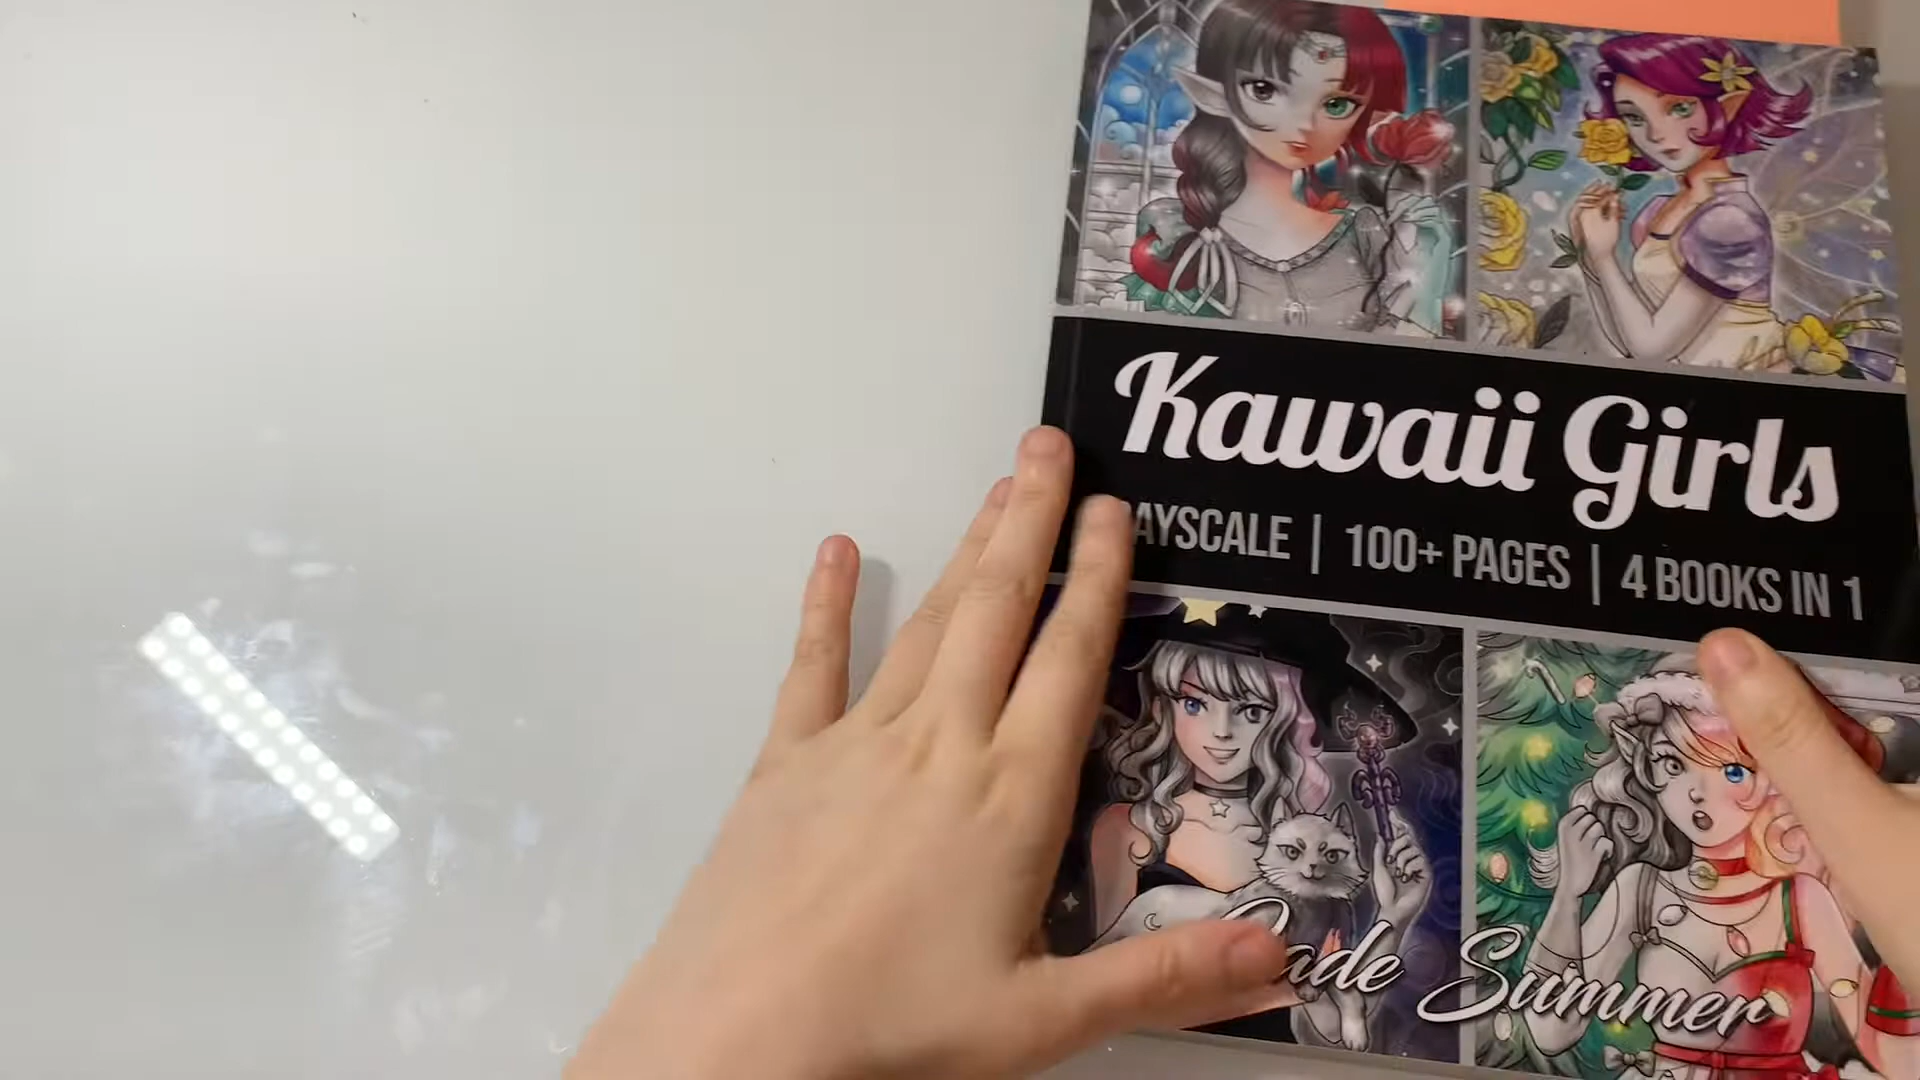 Kawaii Girls
AYSCALE | 100+ PAGES | 4 BOOKS IN 1
ade Summer